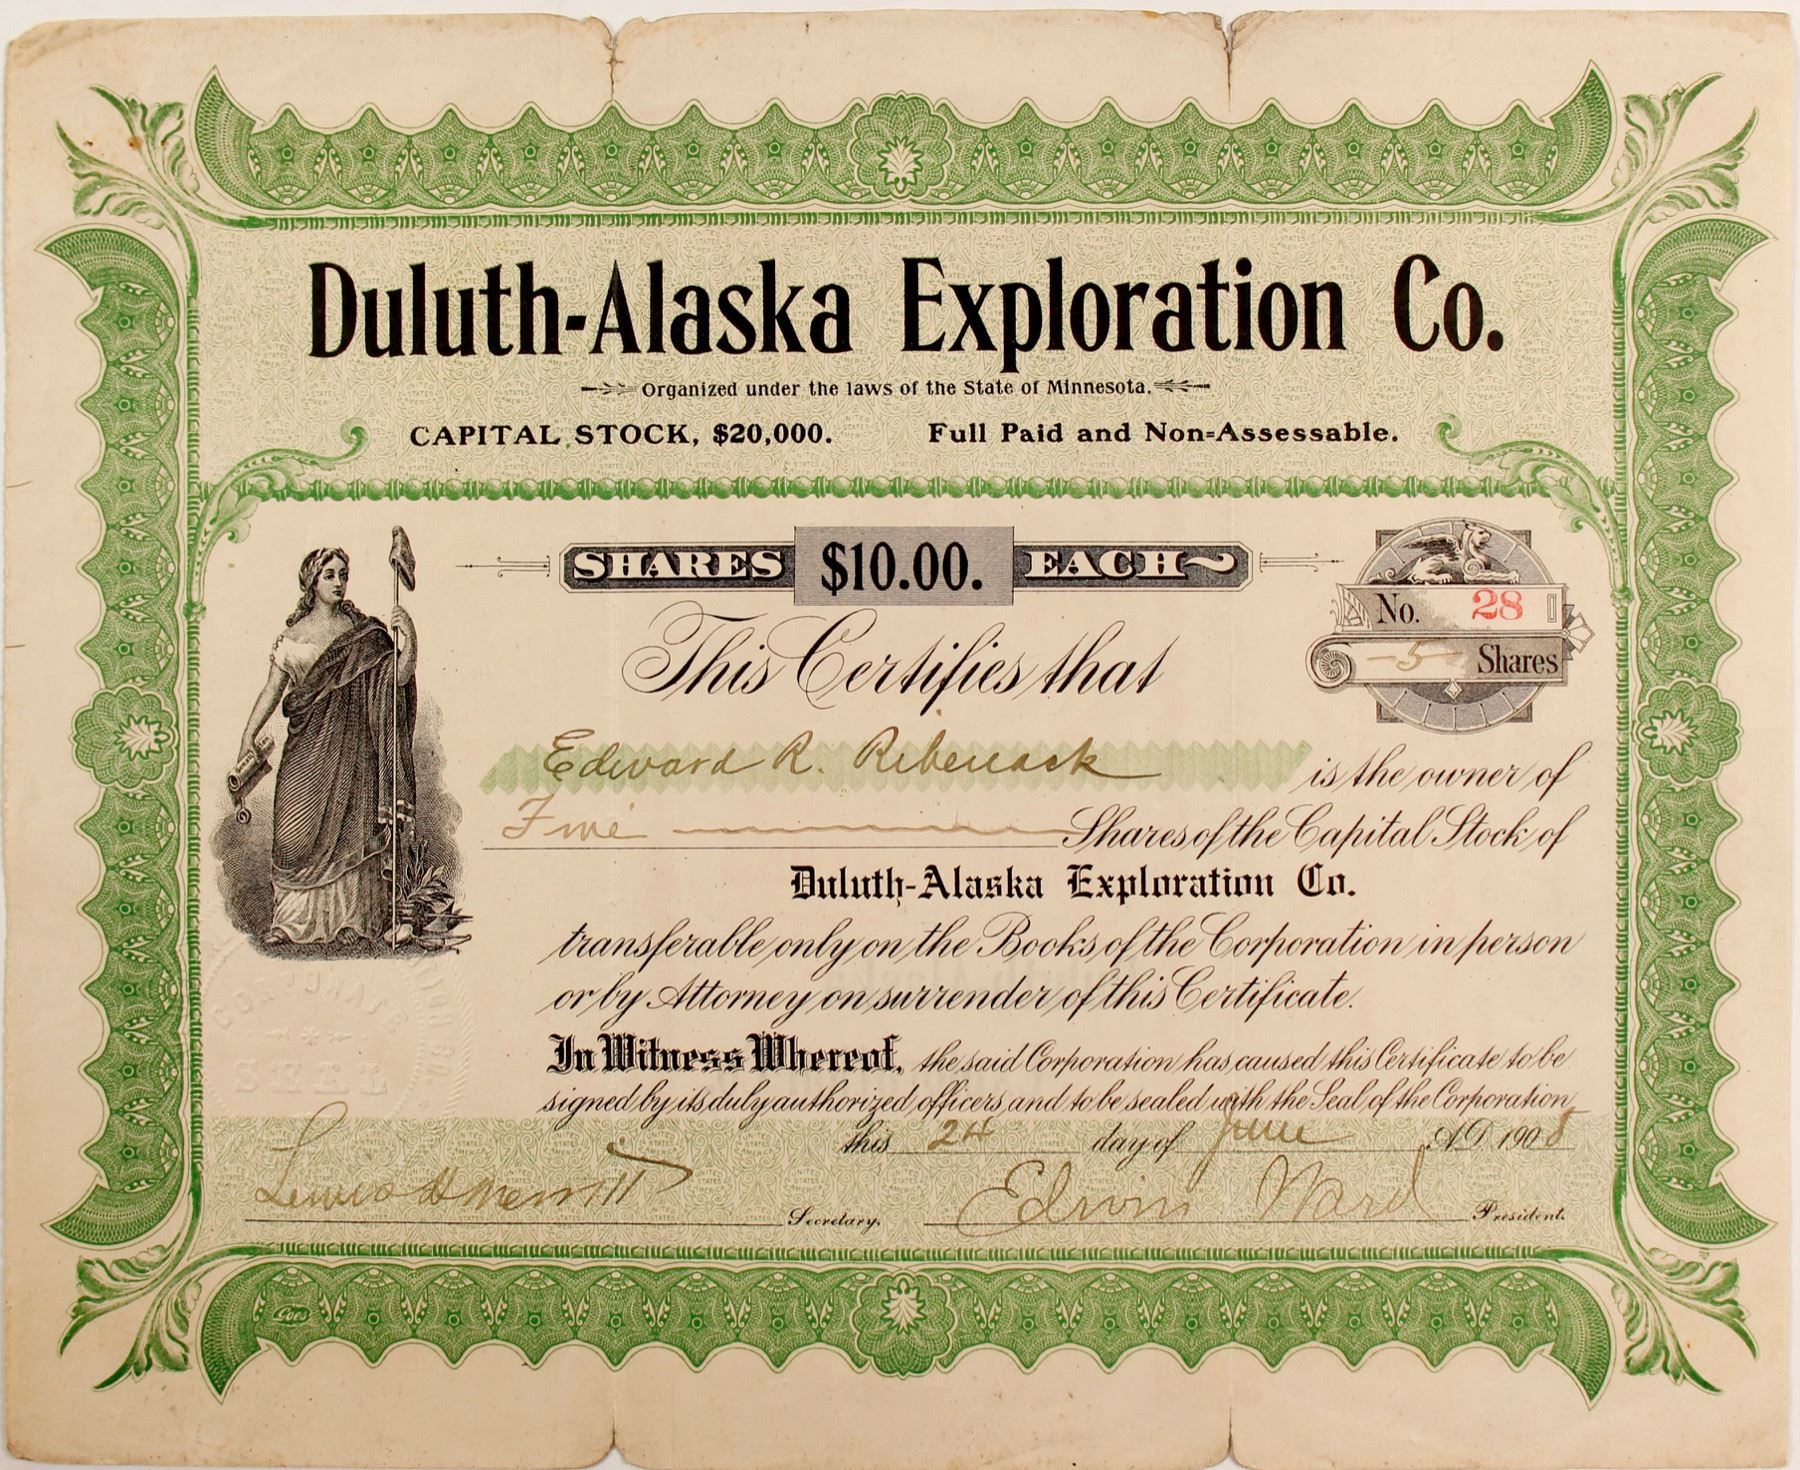 Duluth-Alaska Exploration Co.
Organized under the laws of the State of Minnesota.
CAPITAL STOCK, $20,000. Full Paid and Non-Assessable.
SHARES $10.00. EACH
No. 28
-5- Shares
This Certifies that
Edward R. is the owner of
Five Shares of the Capital Stock of
Duluth-Alaska Exploration Co.
transferable only on the Books of the Corporation in person
or by Attorney on surrender of this Certificate.
In Witness Whereof, the said Corporation has caused this Certificate to be
signed by its duly authorized officers and to be sealed with the Seal of the Corporation
this 24 day of June A.D. 1908
Lewis H Merritt Secretary. Edwin Ward President.
Goes